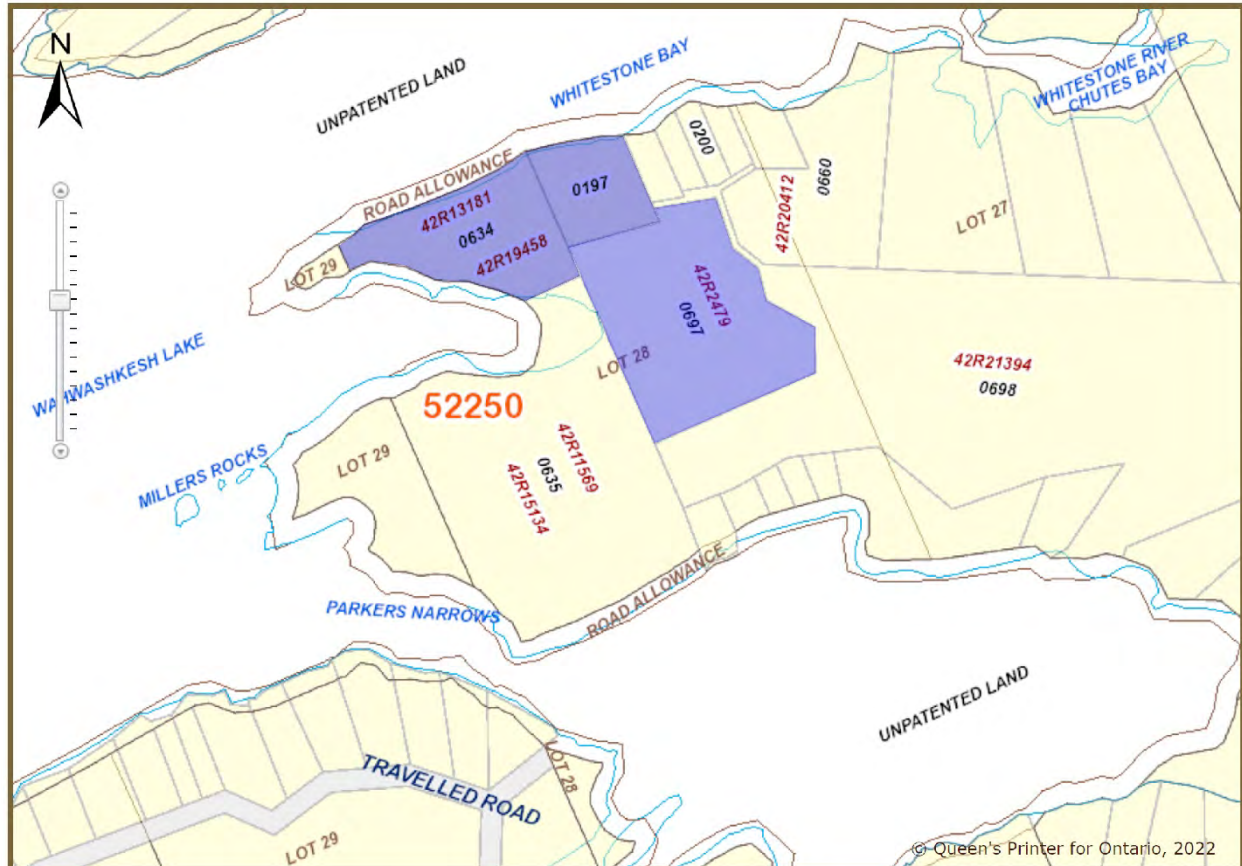 N
UNPATENTED LAND
WHITESTONE BAY
WHITESTONE RIVER
CHUTES BAY
ROAD ALLOWANCE
0200
0197
42R13181
0634
42R19458
42R20412
0660
LOT 27
LOT 29
42R2479
0697
WAHWASHKESH LAKE
LOT 28
42R21394
0698
52250
MILLERS ROCKS
LOT 29
42R11569
0635
42R15134
ROAD ALLOWANCE
PARKERS NARROWS
UNPATENTED LAND
LOT 28
TRAVELLED ROAD
LOT 29
© Queen's Printer for Ontario, 2022